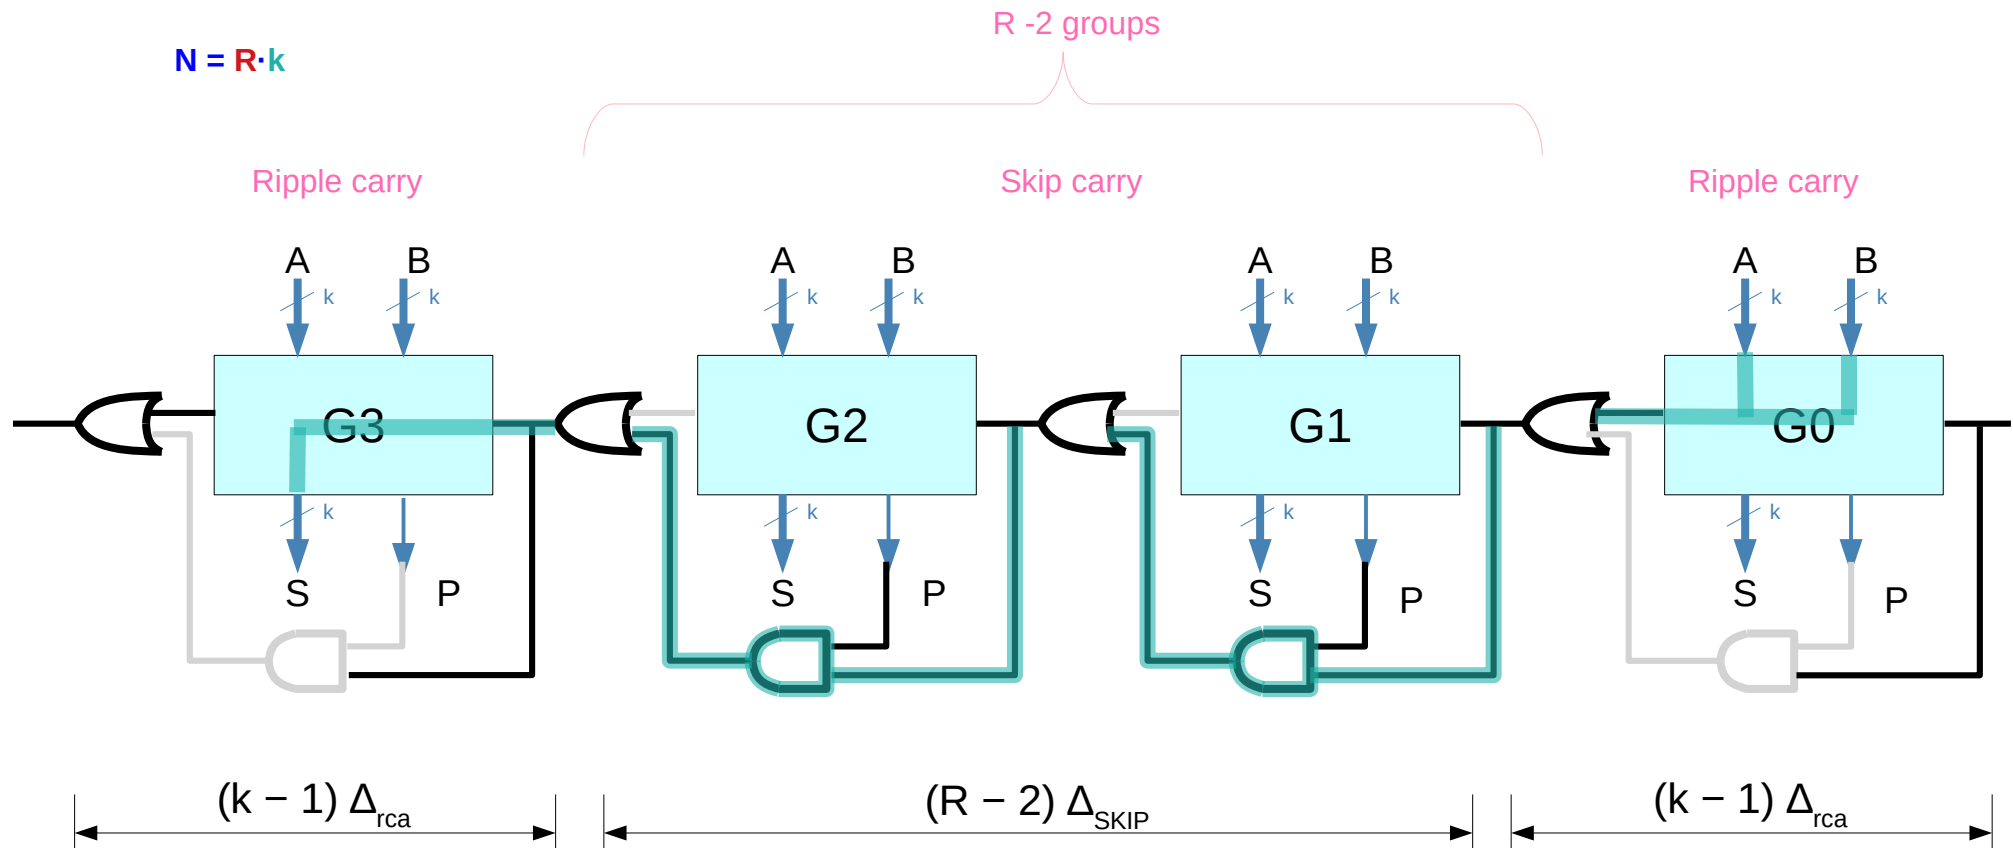 R -2 groups
N = R·k
Ripple carry
Skip carry
Ripple carry
A B A B A B A B
k k k k k k k k
G3 G2 G1 G0
k k k k
S P S P S P S P
(k − 1) Δrca
(R − 2) ΔSKIP
(k − 1) Δrca